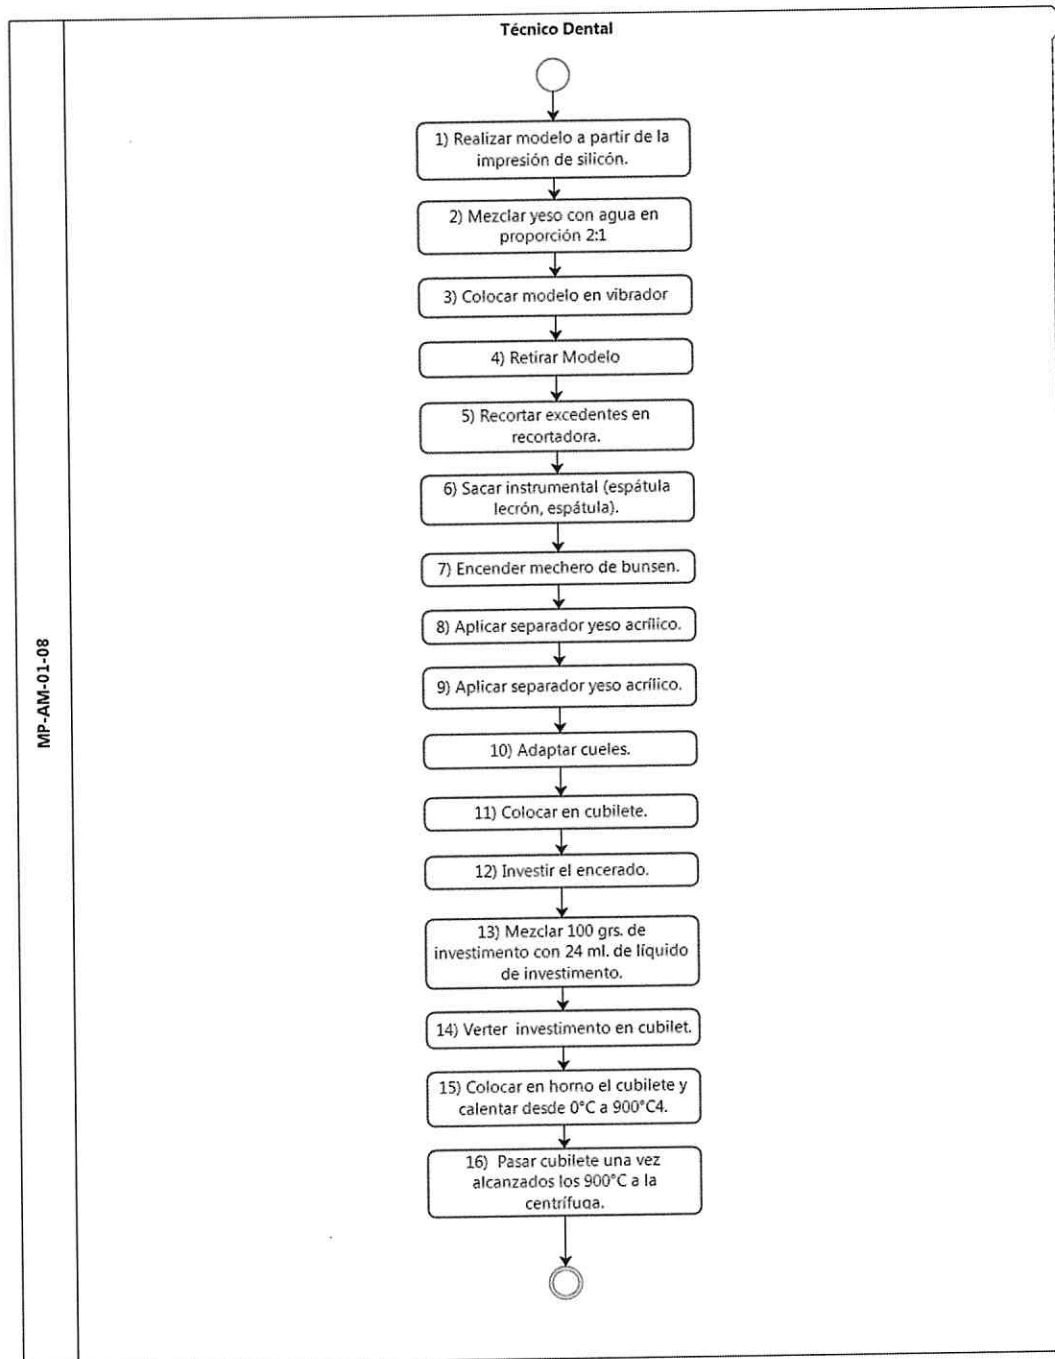 Técnico Dental
MP-AM-01-08
1) Realizar modelo a partir de la
impresión de silicón.
2) Mezclar yeso con agua en
proporción 2:1
3) Colocar modelo en vibrador
4) Retirar Modelo
5) Recortar excedentes en
recortadora.
6) Sacar instrumental (espátula
lecrón, espátula).
7) Encender mechero de bunsen.
8) Aplicar separador yeso acrílico.
9) Aplicar separador yeso acrílico.
10) Adaptar cueles.
11) Colocar en cubilete.
12) Investir el encerado.
13) Mezclar 100 grs. de
investimento con 24 ml. de líquido
de investimento.
14) Verter investimento en cubilet.
15) Colocar en horno el cubilete y
calentar desde 0°C a 900°C4.
16) Pasar cubilete una vez
alcanzados los 900°C a la
centrífuga.